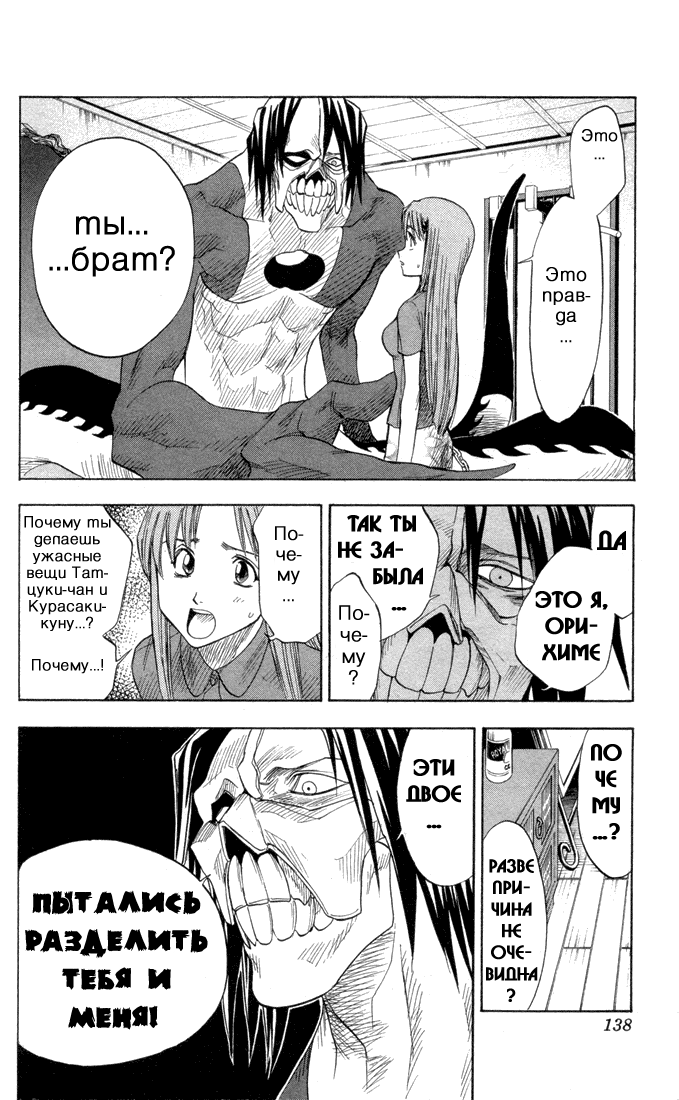 Это
...
Это
прав-
да
...
ты...
...брат?
ДА
ЭТО Я,
ОРИ-
ХИМЕ
ТАК ТЫ
НЕ ЗА-
БЫЛА
...
По-
че-
му
?
По-
че-
му
...
Почему ты
делаешь
ужасные
вещи Тат-
цуки-чан и
Курасаки-
куну...?
Почему...!
ПО
ЧЕ
МУ
...?
РАЗВЕ
ПРИ-
ЧИНА
НЕ
ОЧЕ-
ВИДНА
?
ЭТИ
ДВОЕ
...
ПЫТАЛИСЬ
РАЗДЕЛИТЬ
ТЕБЯ И
МЕНЯ!
138